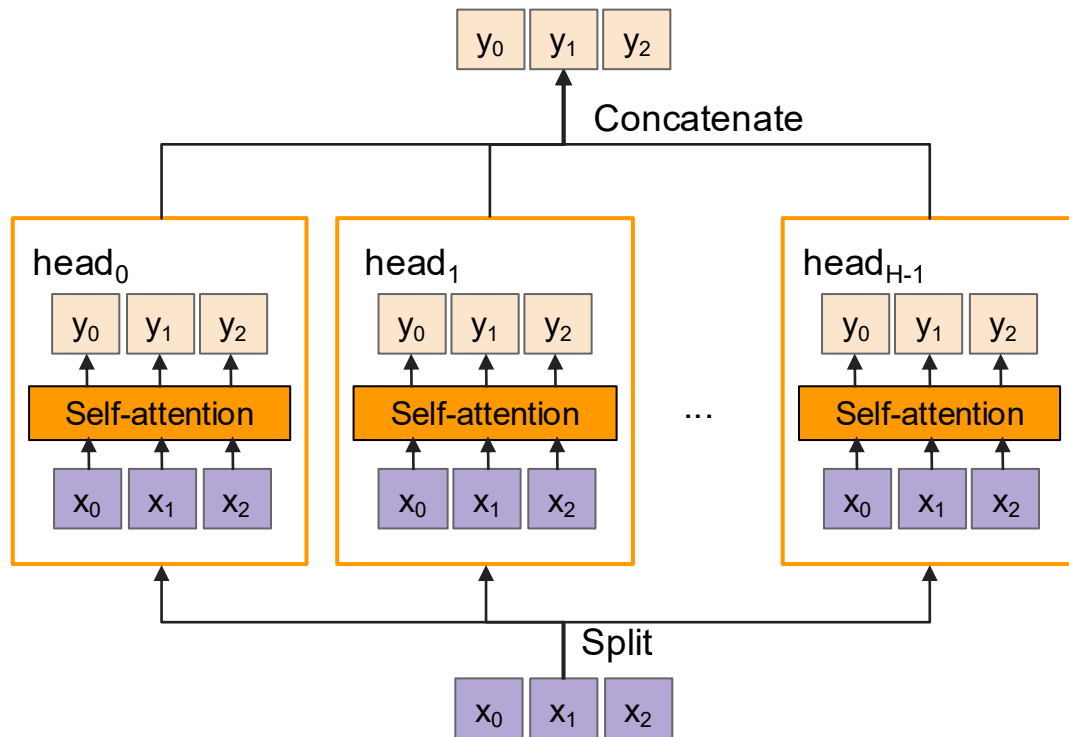 y₀ y₁ y₂
Concatenate
head₀ head₁ head_H-1
y₀ y₁ y₂ y₀ y₁ y₂ y₀ y₁ y₂
Self-attention Self-attention ... Self-attention
x₀ x₁ x₂ x₀ x₁ x₂ x₀ x₁ x₂
Split
x₀ x₁ x₂